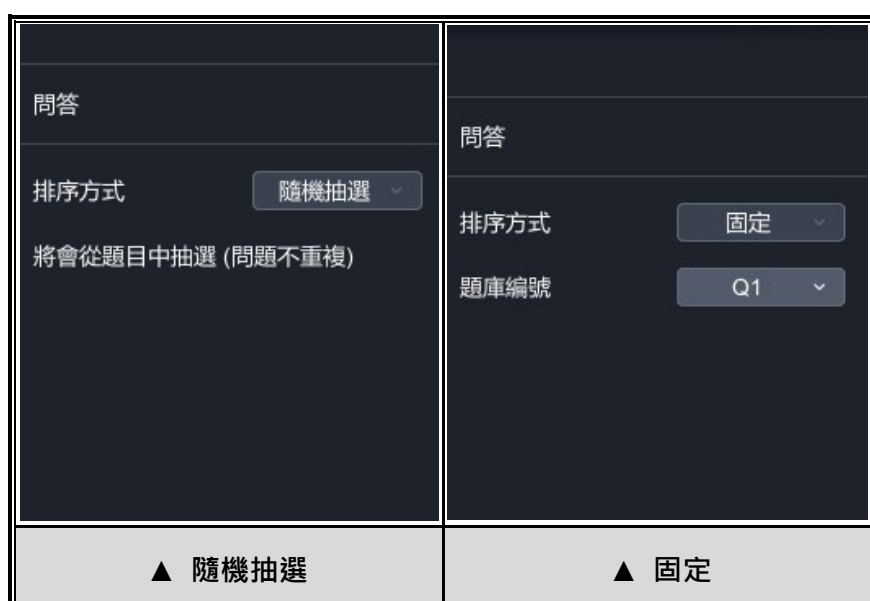 問答
排序方式 隨機抽選
將會從題目中抽選 (問題不重複)
▲ 隨機抽選
問答
排序方式 固定
題庫編號 Q1
▲ 固定